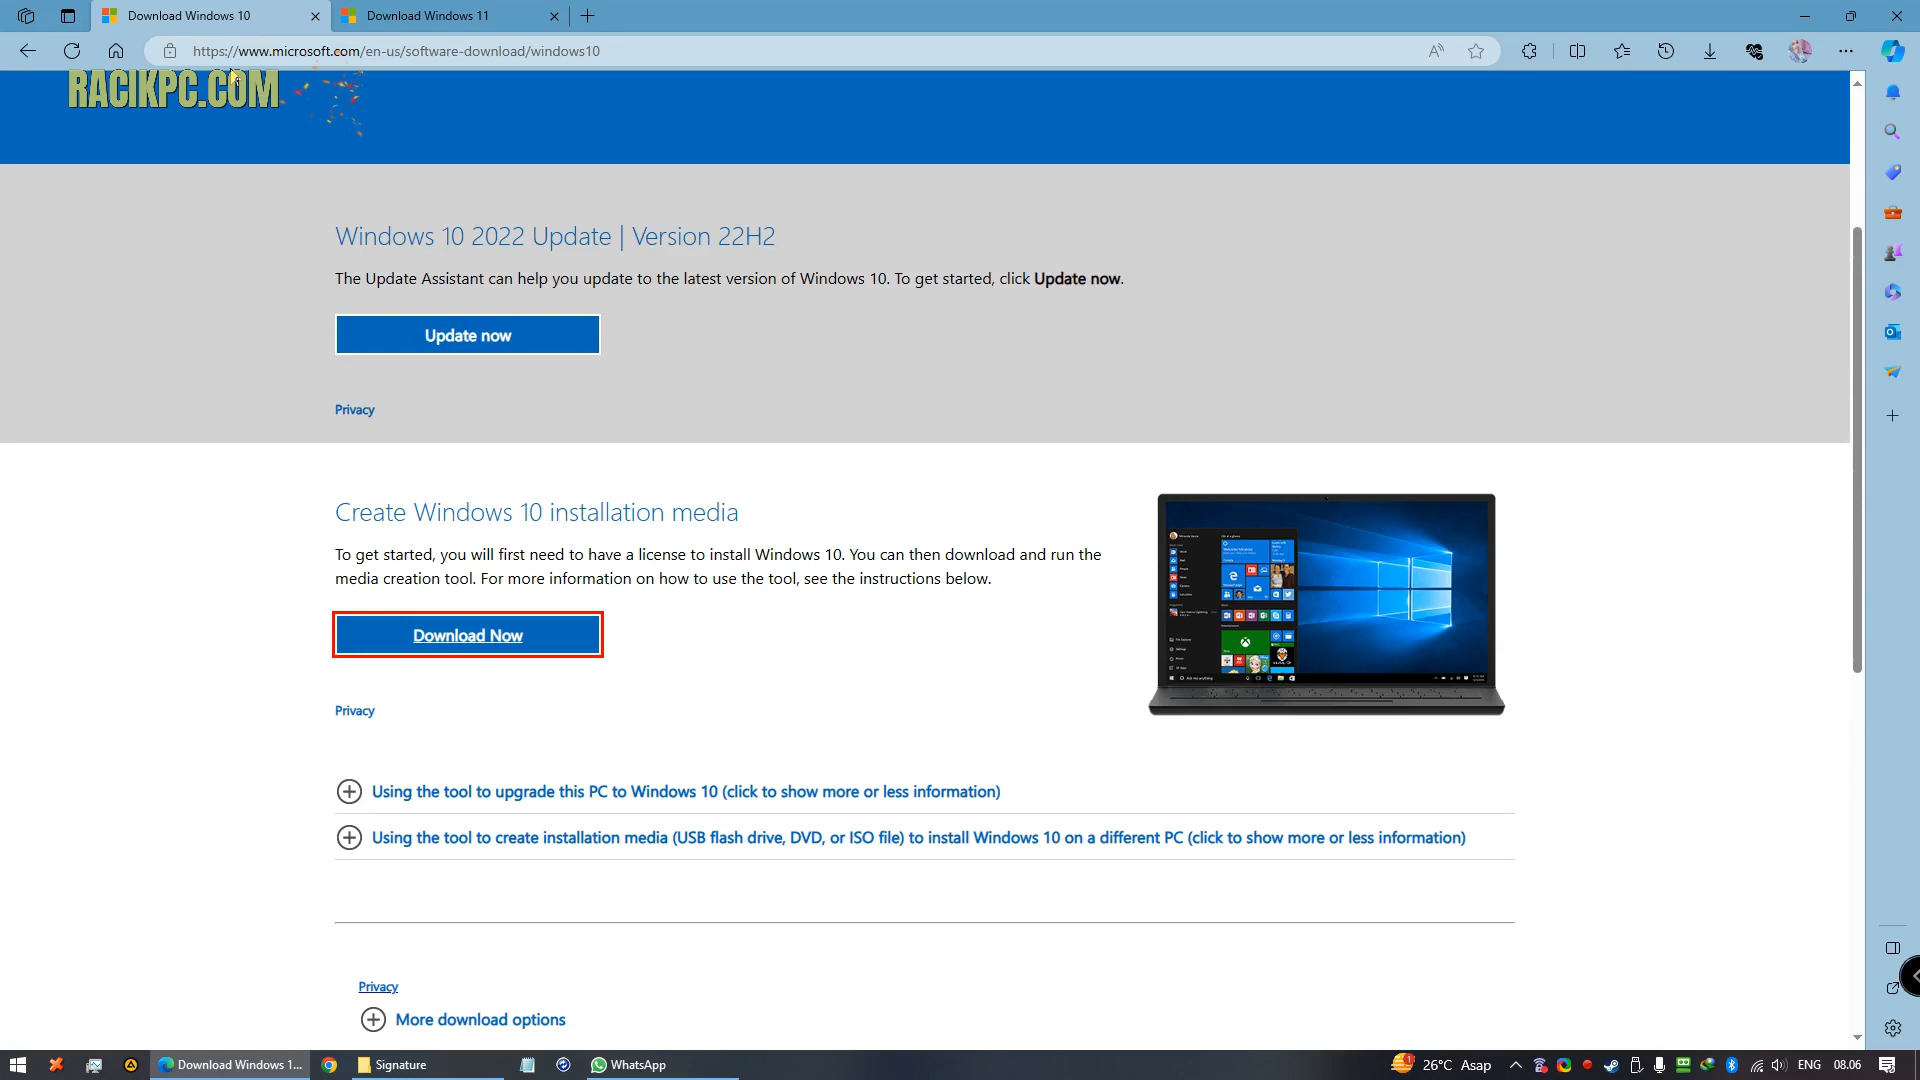 Download Windows 10
Download Windows 11
https://www.microsoft.com/en-us/software-download/windows10
RACIKPC.COM
Windows 10 2022 Update | Version 22H2
The Update Assistant can help you update to the latest version of Windows 10. To get started, click Update now.
Update now
Privacy
Create Windows 10 installation media
To get started, you will first need to have a license to install Windows 10. You can then download and run the
media creation tool. For more information on how to use the tool, see the instructions below.
Download Now
Privacy
Using the tool to upgrade this PC to Windows 10 (click to show more or less information)
Using the tool to create installation media (USB flash drive, DVD, or ISO file) to install Windows 10 on a different PC (click to show more or less information)
Privacy
More download options
Download Windows 1...
Signature
WhatsApp
1
26°C Asap
ENG
08.06